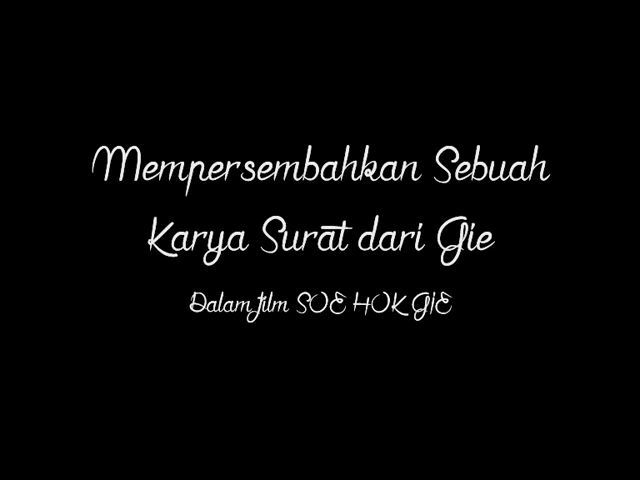 Mempersembahkan Sebuah
Karya Surat dari Gie
Dalam film SOE HOK GIE